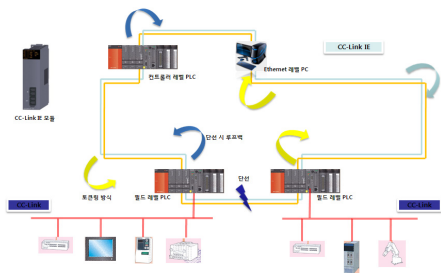 CC-Link IE
컨트롤러 레벨 PLC
Ethernet 레벨 PC
CC-Link IE 모듈
단선 시 루프백
토큰링 방식
필드 레벨 PLC
단선
필드 레벨 PLC
CC-Link
CC-Link